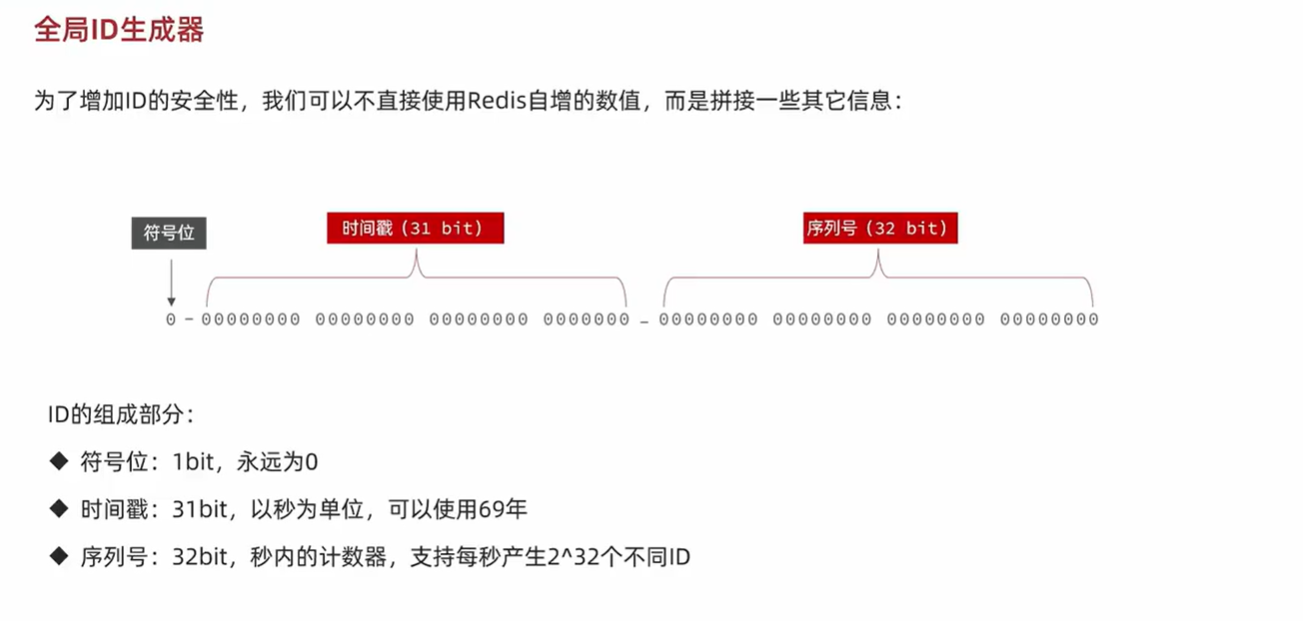 全局ID生成器
为了增加ID的安全性，我们可以不直接使用Redis自增的数值，而是拼接一些其它信息：
符号位
时间戳（31 bit）
序列号（32 bit）
0 - 00000000 00000000 00000000 0000000 - 00000000 00000000 00000000 00000000
ID的组成部分：
◆ 符号位：1bit，永远为0
◆ 时间戳：31bit，以秒为单位，可以使用69年
◆ 序列号：32bit，秒内的计数器，支持每秒产生2^32个不同ID